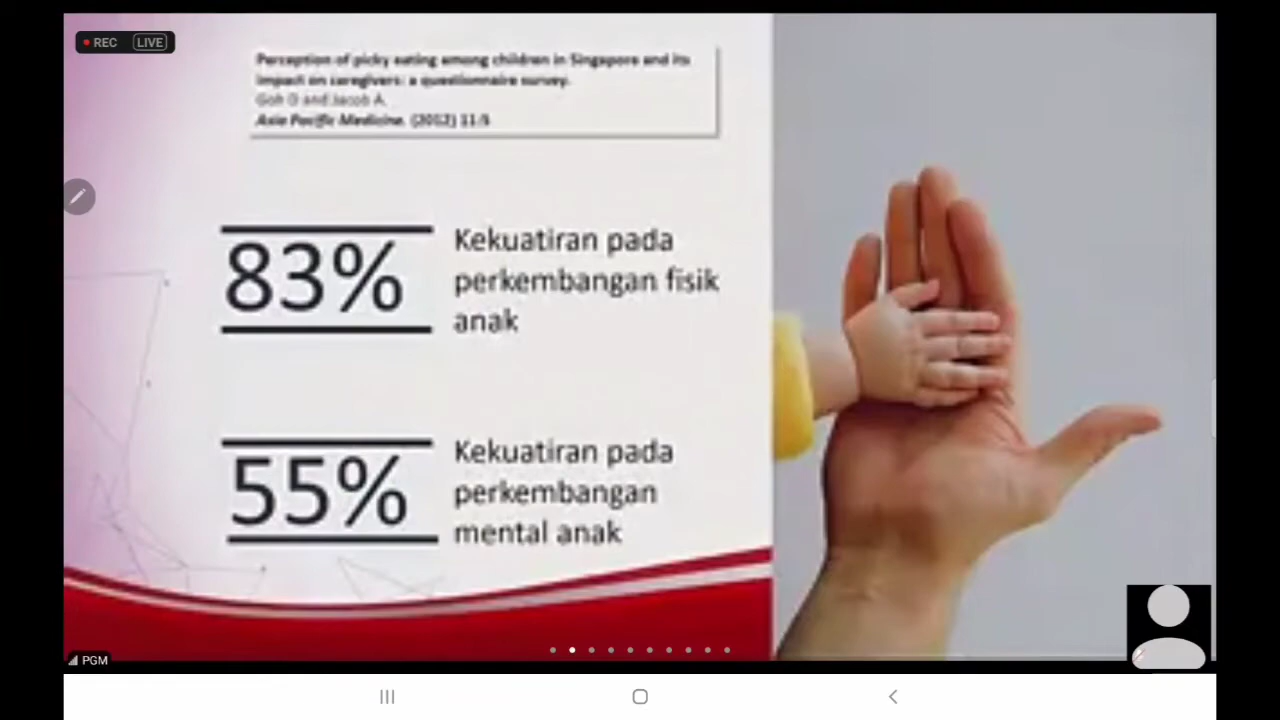 REC LIVE
Perception of picky eating among children in Singapore and its
impact on caregivers: a questionnaire survey.
Goh D and Jacob A.
Asia Pacific Medicine. (2012) 11:5
83%
Kekuatiran pada
perkembangan fisik
anak
55%
Kekuatiran pada
perkembangan
mental anak
PGM